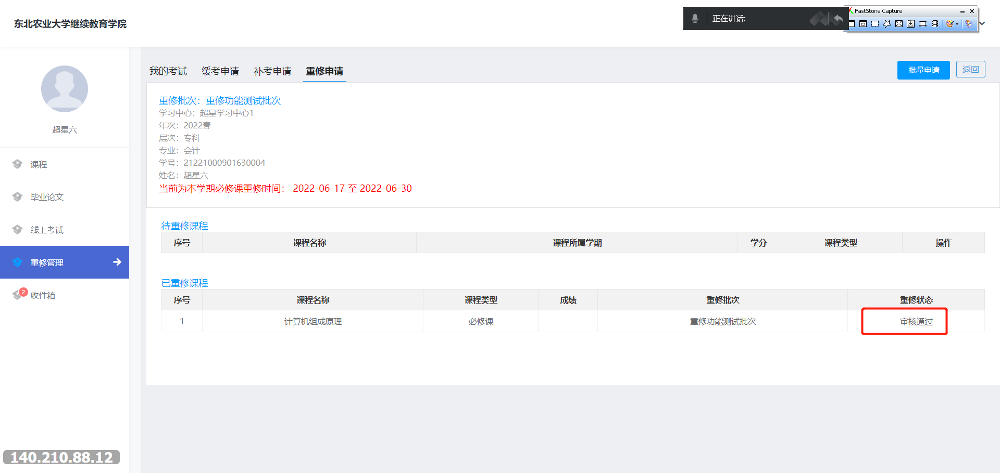 东北农业大学继续教育学院
正在讲话:
FastStone Capture
超星六
课程
毕业论文
线上考试
重修管理
2
收件箱
我的考试 缓考申请 补考申请 重修申请
批量申请 返回
重修批次：重修功能测试批次
学习中心：超星学习中心1
年次：2022春
层次：专科
专业：会计
学号：21221000901630004
姓名：超星六
当前为本学期必修课重修时间： 2022-06-17 至 2022-06-30
待重修课程
序号 课程名称 课程所属学期 学分 课程类型 操作
已重修课程
序号 课程名称 课程类型 成绩 重修批次 重修状态
1 计算机组成原理 必修课 重修功能测试批次 审核通过
140.210.88.12